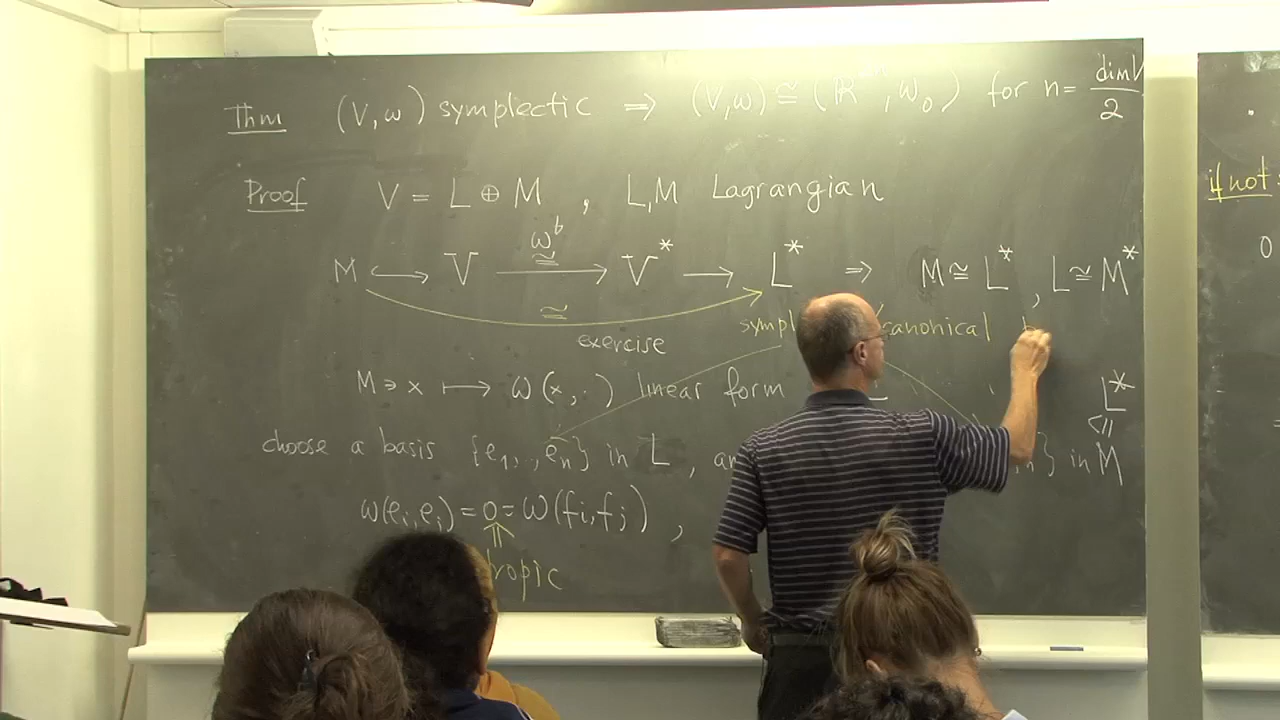 Thm (V,ω) symplectic ⇒ (V,ω) ≅ (ℝ , ω₀) for n = dimV/2
Proof V = L ⊕ M , L,M Lagrangian
M ↪ V —ω^b ≅→ V* → L* ⇒ M ≅ L* , L ≅ M*
≅
exercise
canonical
M ∋ x ⟼ ω(x,·) linear form
L*
choose a basis {e₁, , eₙ} in L , } in M
ω(eᵢ,eⱼ) = 0 = ω(fᵢ,fⱼ) ,
if not
0